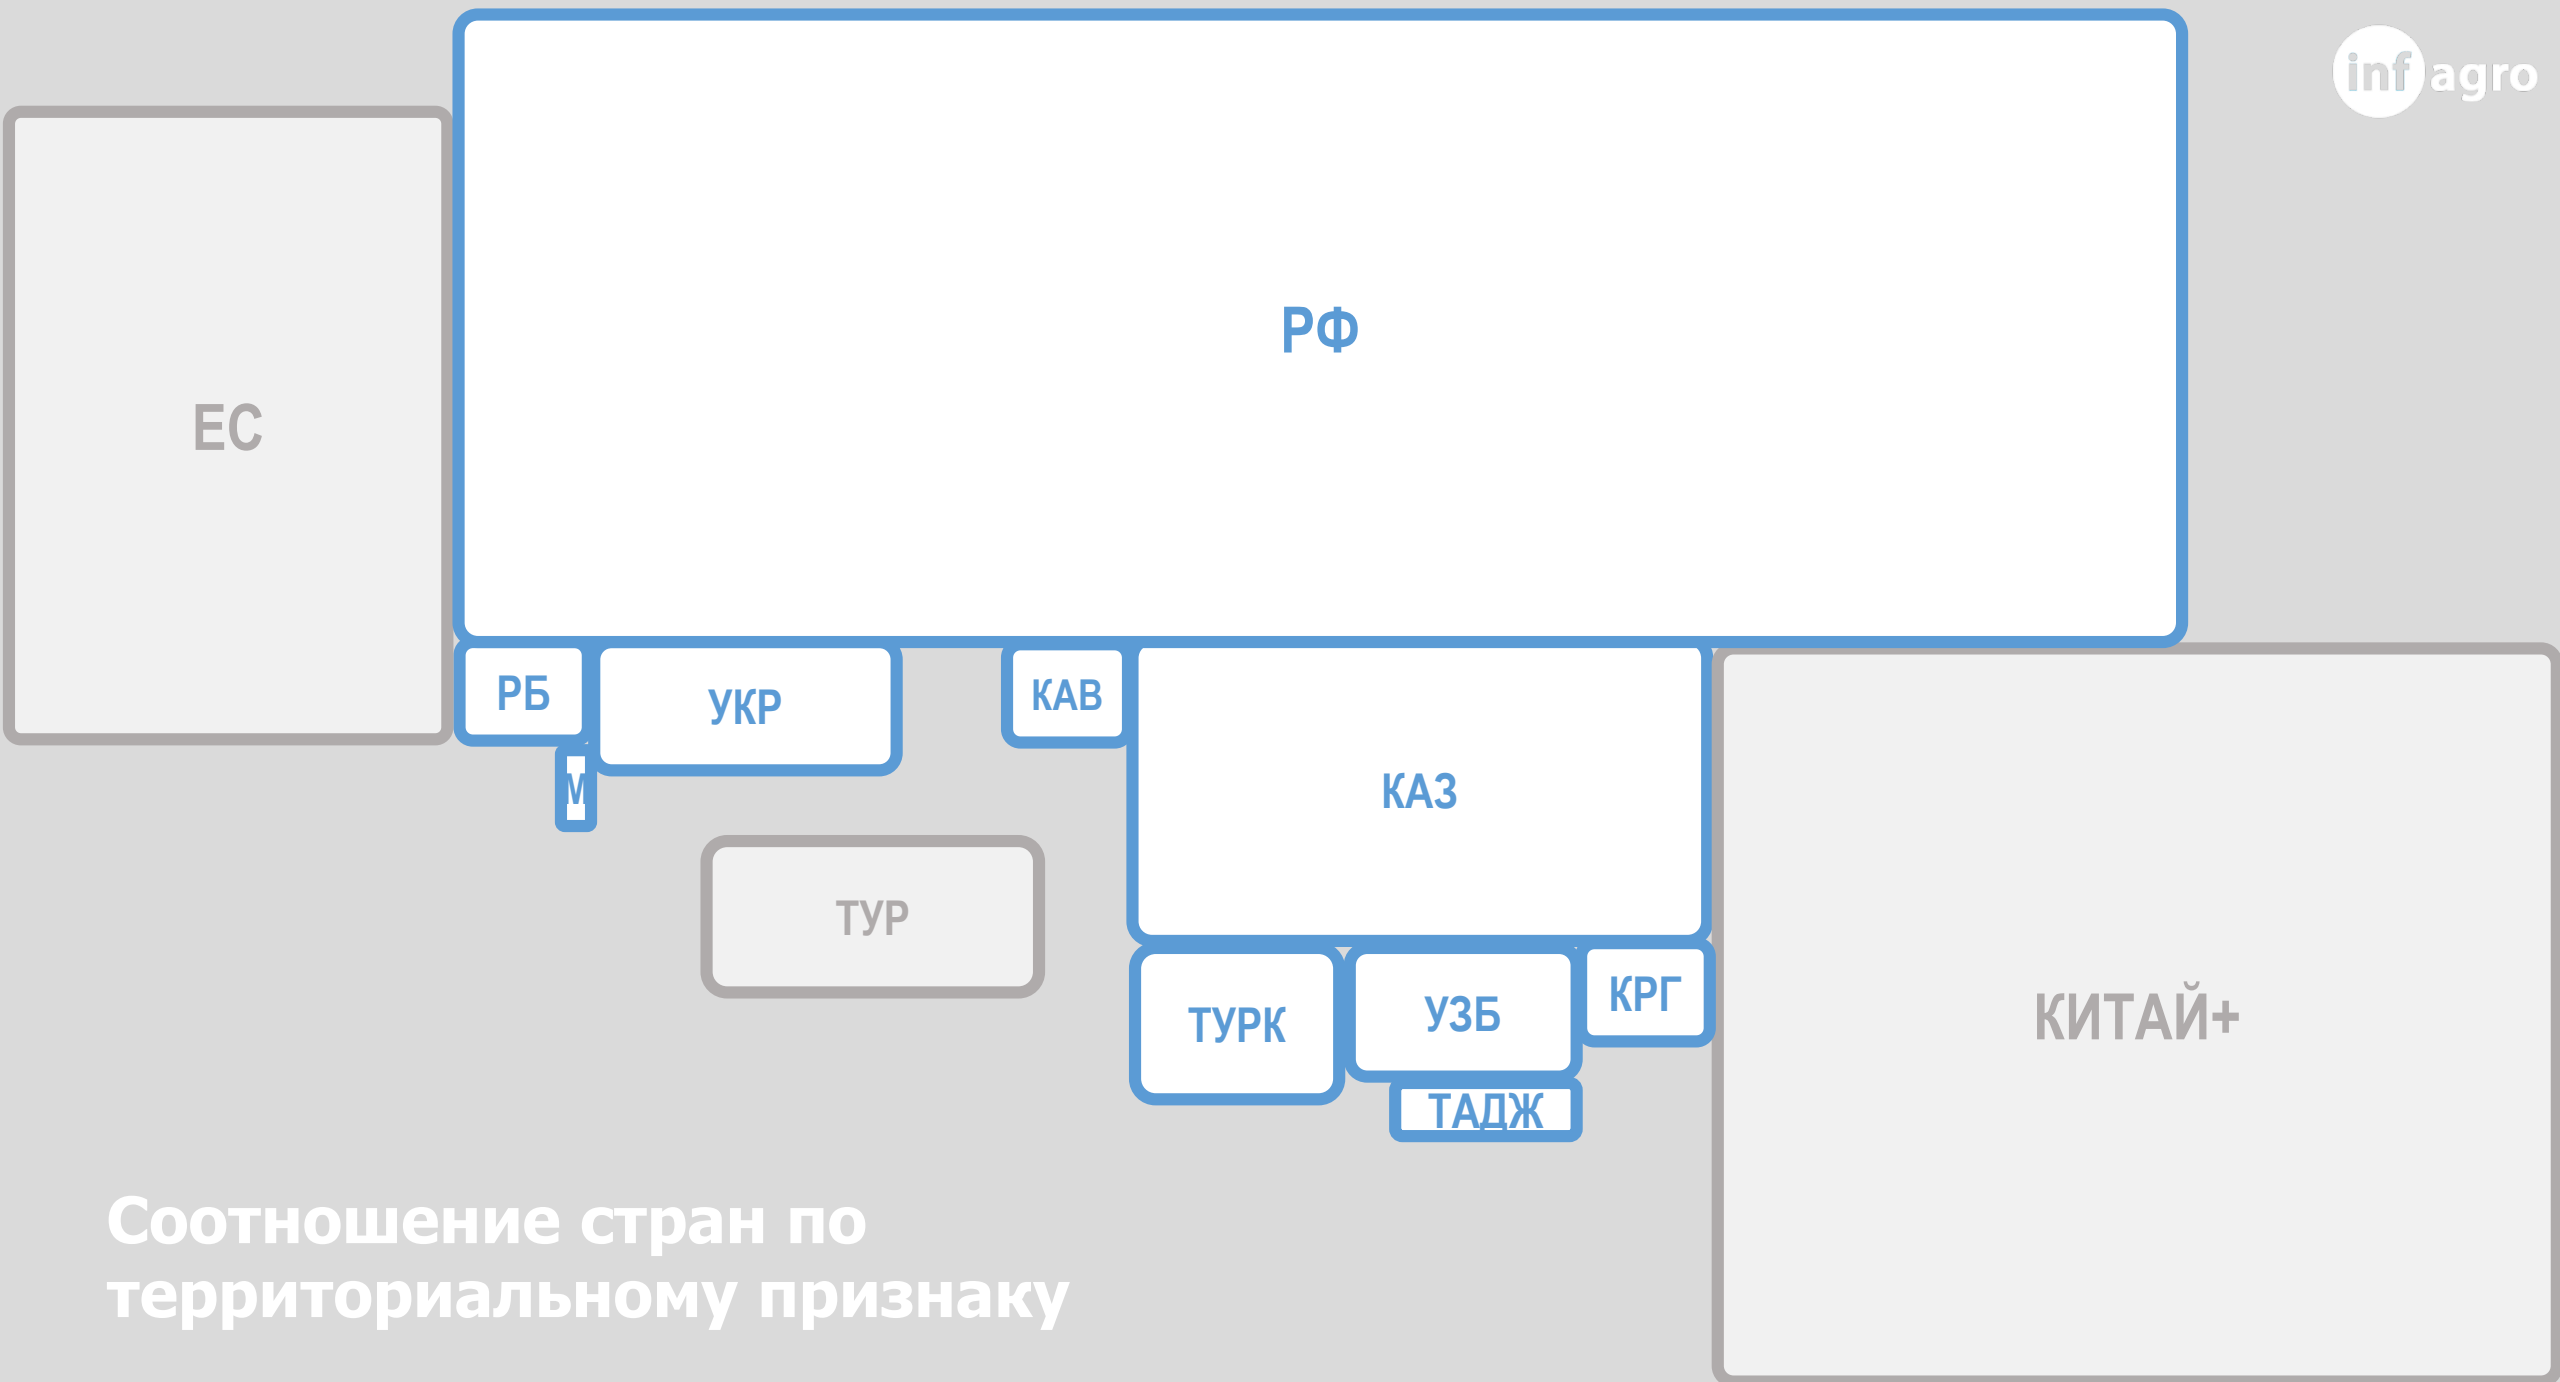 infagro
РФ
ЕС
РБ
УКР
КАВ
КАЗ
М
ТУР
ТУРК
УЗБ
КРГ
КИТАЙ+
ТАДЖ
Соотношение стран по
территориальному признаку